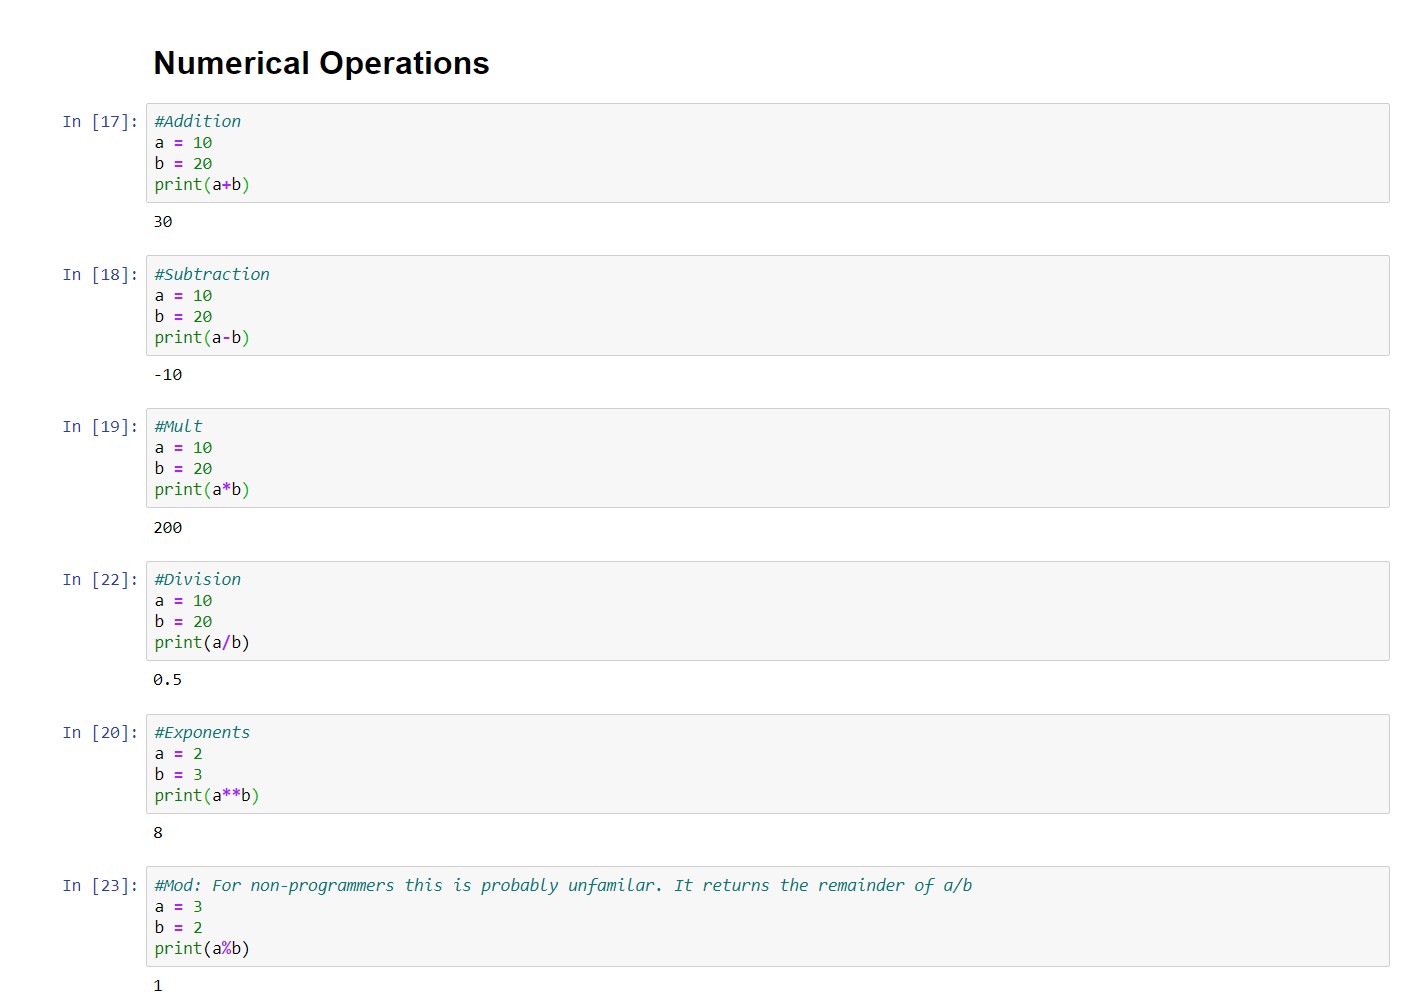 Numerical Operations
In [17]:
#Addition
a = 10
b = 20
print(a+b)
30
In [18]:
#Subtraction
a = 10
b = 20
print(a-b)
-10
In [19]:
#Mult
a = 10
b = 20
print(a*b)
200
In [22]:
#Division
a = 10
b = 20
print(a/b)
0.5
In [20]:
#Exponents
a = 2
b = 3
print(a**b)
8
In [23]:
#Mod: For non-programmers this is probably unfamilar. It returns the remainder of a/b
a = 3
b = 2
print(a%b)
1